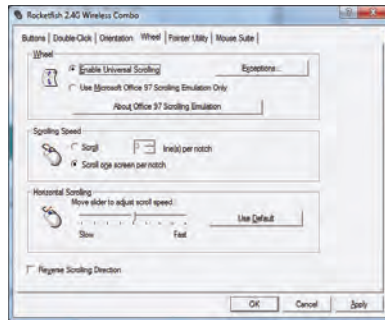 Rocketfish 2.4G Wireless Combo
Buttons | Double-Click | Orientation | Wheel | Pointer Utility | Mouse Suite
Wheel
Enable Universal Scrolling
Exceptions...
Use Microsoft Office 97 Scrolling Emulation Only
About Office 97 Scrolling Emulation
Scrolling Speed
Scroll
line(s) per notch
Scroll one screen per notch
Horizontal Scrolling
Move slider to adjust scroll speed
Slow
Fast
Use Default
Reverse Scrolling Direction
OK
Cancel
Apply